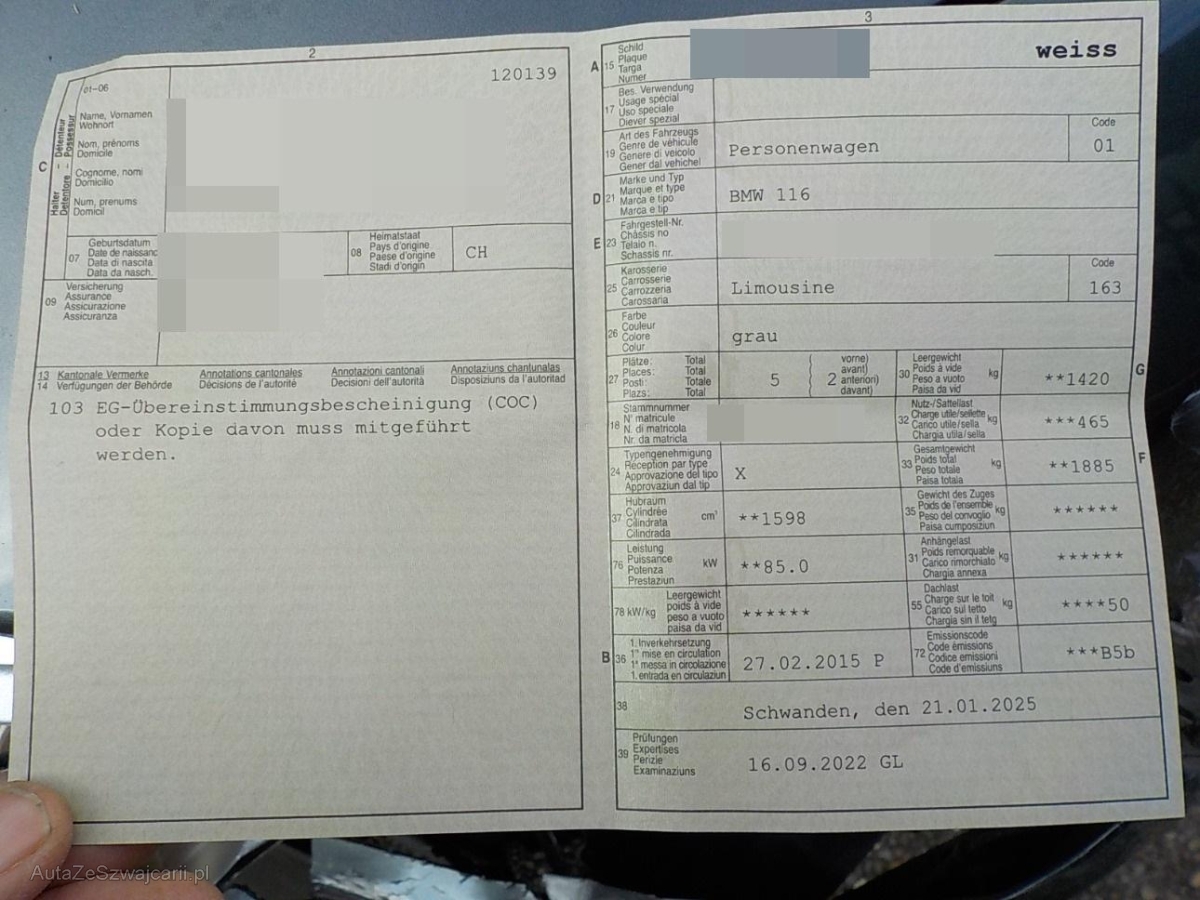 2
120139
01-06
C
Halter - Détenteur
Detentore - Possessur
Name, Vornamen
Wohnort
Nom, prénoms
Domicile
Cognome, nomi
Domicilio
Num, prenums
Domicil
07
Geburtsdatum
Date de naissanc
Data di nascita
Data da nasch.
08
Heimatstaat
Pays d'origine
Paese d'origine
Stadi d'origin
CH
09
Versicherung
Assurance
Assicurazione
Assicuranza
13 Kantonale Vermerke Annotations cantonales Annotazioni cantonali Annotaziuns chantunalas
14 Verfügungen der Behörde Décisions de l'autorité Decisioni dell'autorità Disposiziuns da l'autoritad
103 EG-Übereinstimmungsbescheinigung (COC)
oder Kopie davon muss mitgeführt
werden.
3
A 15
Schild
Plaque
Targa
Numer
weiss
17
Bes. Verwendung
Usage spécial
Uso speciale
Diever spezial
19
Art des Fahrzeugs
Genre de véhicule
Genere di veicolo
Gener dal vehichel
Personenwagen
Code
01
D 21
Marke und Typ
Marque et type
Marca e tipo
Marca e tip
BMW 116
E 23
Fahrgestell-Nr.
Châssis no
Telaio n.
Schassis nr.
25
Karosserie
Carrosserie
Carrozzeria
Carossaria
Limousine
Code
163
26
Farbe
Couleur
Colore
Colur
grau
27
Plätze: Total
Places: Total
Posti: Totale
Plazs: Total
5
2
vorne)
avant)
anteriori)
davant)
30
Leergewicht
Poids à vide
Peso a vuoto
Paisa da vid
kg
**1420
G
18
Stammnummer
N° matricule
N. di matricola
Nr. da matricla
32
Nutz-/Sattellast
Charge utile/sellette
Carico utile/sella
Chargia utila/sella
kg
***465
24
Typengenehmigung
Réception par type
Approvazione del tipo
Approvaziun dal tip
X
33
Gesamtgewicht
Poids total
Peso totale
Paisa totala
kg
**1885
F
37
Hubraum
Cylindrée
Cilindrata
Cilindrada
cm³
**1598
35
Gewicht des Zuges
Poids de l'ensemble
Peso del convoglio
Paisa cumposiziun
kg
******
76
Leistung
Puissance
Potenza
Prestaziun
kW
**85.0
31
Anhängelast
Poids remorquable
Carico rimorchiato
Chargia annexa
kg
******
78 kW/kg
Leergewicht
poids à vide
peso a vuoto
paisa da vid
******
55
Dachlast
Charge sur le toit
Carico sul tetto
Chargia sin il tetg
kg
****50
B 36
1. Inverkehrsetzung
1re mise en circulation
1a messa in circolazione
1. entrada en circulaziun
27.02.2015 P
72
Emissionscode
Code émissions
Codice emissioni
Code d'emissiuns
***B5b
38
Schwanden, den 21.01.2025
39
Prüfungen
Expertises
Perizie
Examinaziuns
16.09.2022 GL
AutaZeSzwajcarii.pl